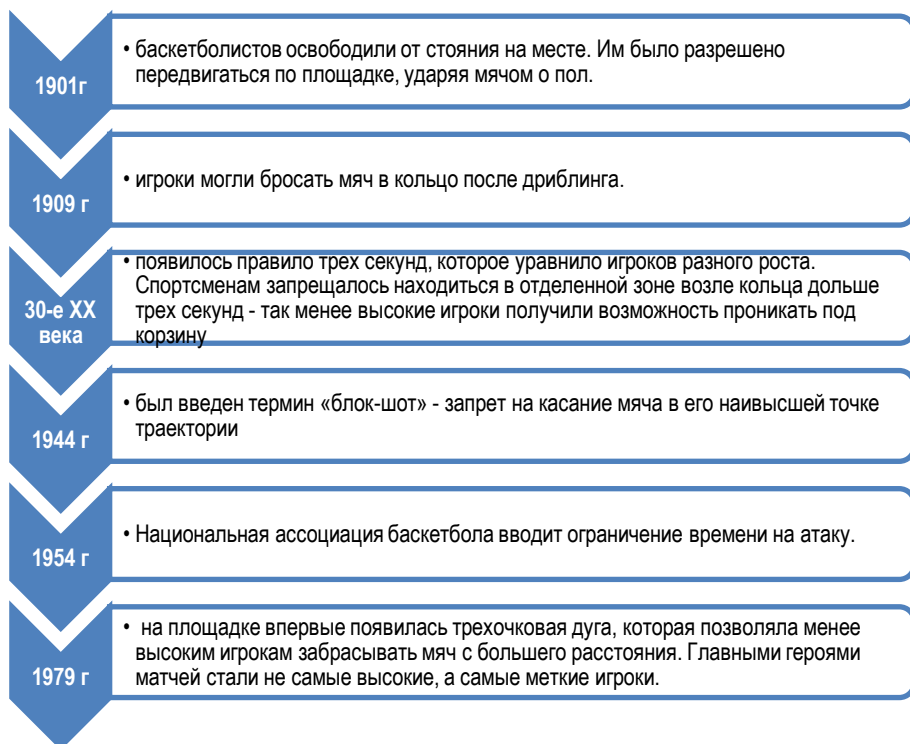 1901г
• баскетболистов освободили от стояния на месте. Им было разрешено
передвигаться по площадке, ударяя мячом о пол.
1909 г
• игроки могли бросать мяч в кольцо после дриблинга.
30-е XX
века
• появилось правило трех секунд, которое уравнило игроков разного роста.
Спортсменам запрещалось находиться в отделенной зоне возле кольца дольше
трех секунд - так менее высокие игроки получили возможность проникать под
корзину
1944 г
• был введен термин «блок-шот» - запрет на касание мяча в его наивысшей точке
траектории
1954 г
• Национальная ассоциация баскетбола вводит ограничение времени на атаку.
1979 г
• на площадке впервые появилась трехочковая дуга, которая позволяла менее
высоким игрокам забрасывать мяч с большего расстояния. Главными героями
матчей стали не самые высокие, а самые меткие игроки.